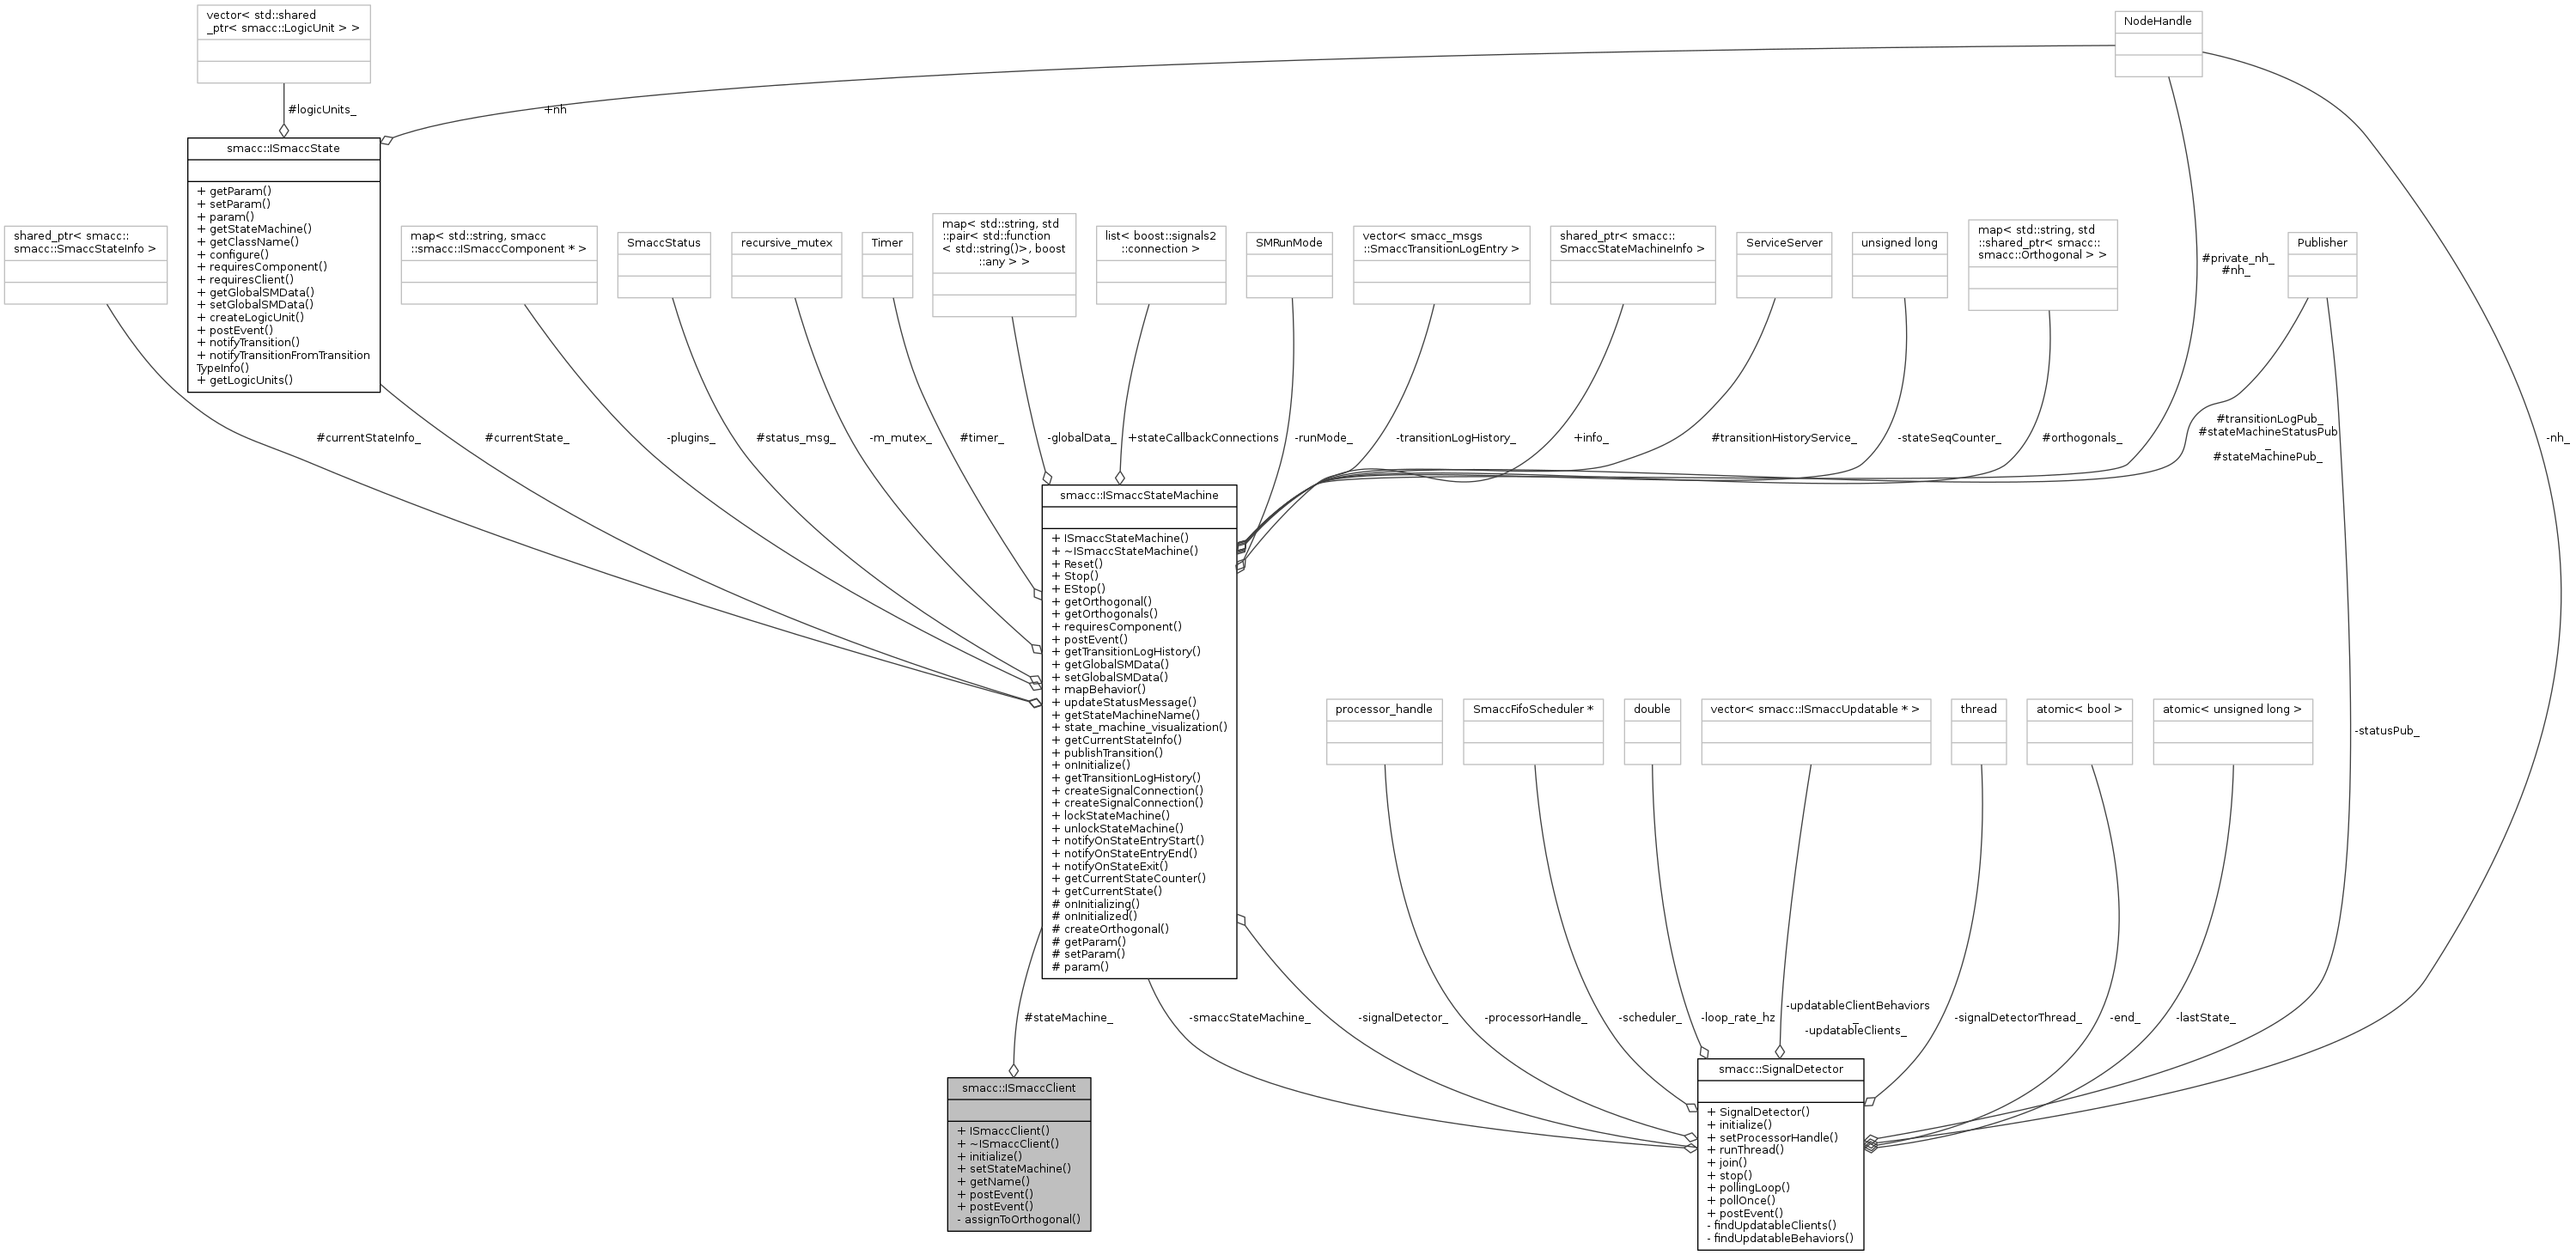 vector< std::shared
_ptr< smacc::LogicUnit > >
NodeHandle
+nh
#logicUnits_
smacc::ISmaccState
+ getParam()
+ setParam()
+ param()
+ getStateMachine()
+ getClassName()
+ configure()
+ requiresComponent()
+ requiresClient()
+ getGlobalSMData()
+ setGlobalSMData()
+ createLogicUnit()
+ postEvent()
+ notifyTransition()
+ notifyTransitionFromTransition
TypeInfo()
+ getLogicUnits()
shared_ptr< smacc::
smacc::SmaccStateInfo >
map< std::string, smacc
::smacc::ISmaccComponent * >
SmaccStatus
recursive_mutex
Timer
map< std::string, std
::pair< std::function
< std::string()>, boost
::any > >
list< boost::signals2
::connection >
SMRunMode
vector< smacc_msgs
::SmaccTransitionLogEntry >
shared_ptr< smacc::
SmaccStateMachineInfo >
ServiceServer
unsigned long
map< std::string, std
::shared_ptr< smacc::
smacc::Orthogonal > >
Publisher
#private_nh_
#nh_
#currentStateInfo_
#currentState_
-plugins_
#status_msg_
-m_mutex_
#timer_
-globalData_
+stateCallbackConnections
-runMode_
-transitionLogHistory_
+info_
#transitionHistoryService_
-stateSeqCounter_
#orthogonals_
#transitionLogPub_
#stateMachineStatusPub
_
#stateMachinePub_
-nh_
smacc::ISmaccStateMachine
+ ISmaccStateMachine()
+ ~ISmaccStateMachine()
+ Reset()
+ Stop()
+ EStop()
+ getOrthogonal()
+ getOrthogonals()
+ requiresComponent()
+ postEvent()
+ getTransitionLogHistory()
+ getGlobalSMData()
+ setGlobalSMData()
+ mapBehavior()
+ updateStatusMessage()
+ getStateMachineName()
+ state_machine_visualization()
+ getCurrentStateInfo()
+ publishTransition()
+ onInitialize()
+ getTransitionLogHistory()
+ createSignalConnection()
+ createSignalConnection()
+ lockStateMachine()
+ unlockStateMachine()
+ notifyOnStateEntryStart()
+ notifyOnStateEntryEnd()
+ notifyOnStateExit()
+ getCurrentStateCounter()
+ getCurrentState()
# onInitializing()
# onInitialized()
# createOrthogonal()
# getParam()
# setParam()
# param()
processor_handle
SmaccFifoScheduler *
double
vector< smacc::ISmaccUpdatable * >
thread
atomic< bool >
atomic< unsigned long >
-statusPub_
#stateMachine_
-smaccStateMachine_
-signalDetector_
-processorHandle_
-scheduler_
-loop_rate_hz
-updatableClientBehaviors
_
-updatableClients_
-signalDetectorThread_
-end_
-lastState_
smacc::ISmaccClient
+ ISmaccClient()
+ ~ISmaccClient()
+ initialize()
+ setStateMachine()
+ getName()
+ postEvent()
+ postEvent()
- assignToOrthogonal()
smacc::SignalDetector
+ SignalDetector()
+ initialize()
+ setProcessorHandle()
+ runThread()
+ join()
+ stop()
+ pollingLoop()
+ pollOnce()
+ postEvent()
- findUpdatableClients()
- findUpdatableBehaviors()